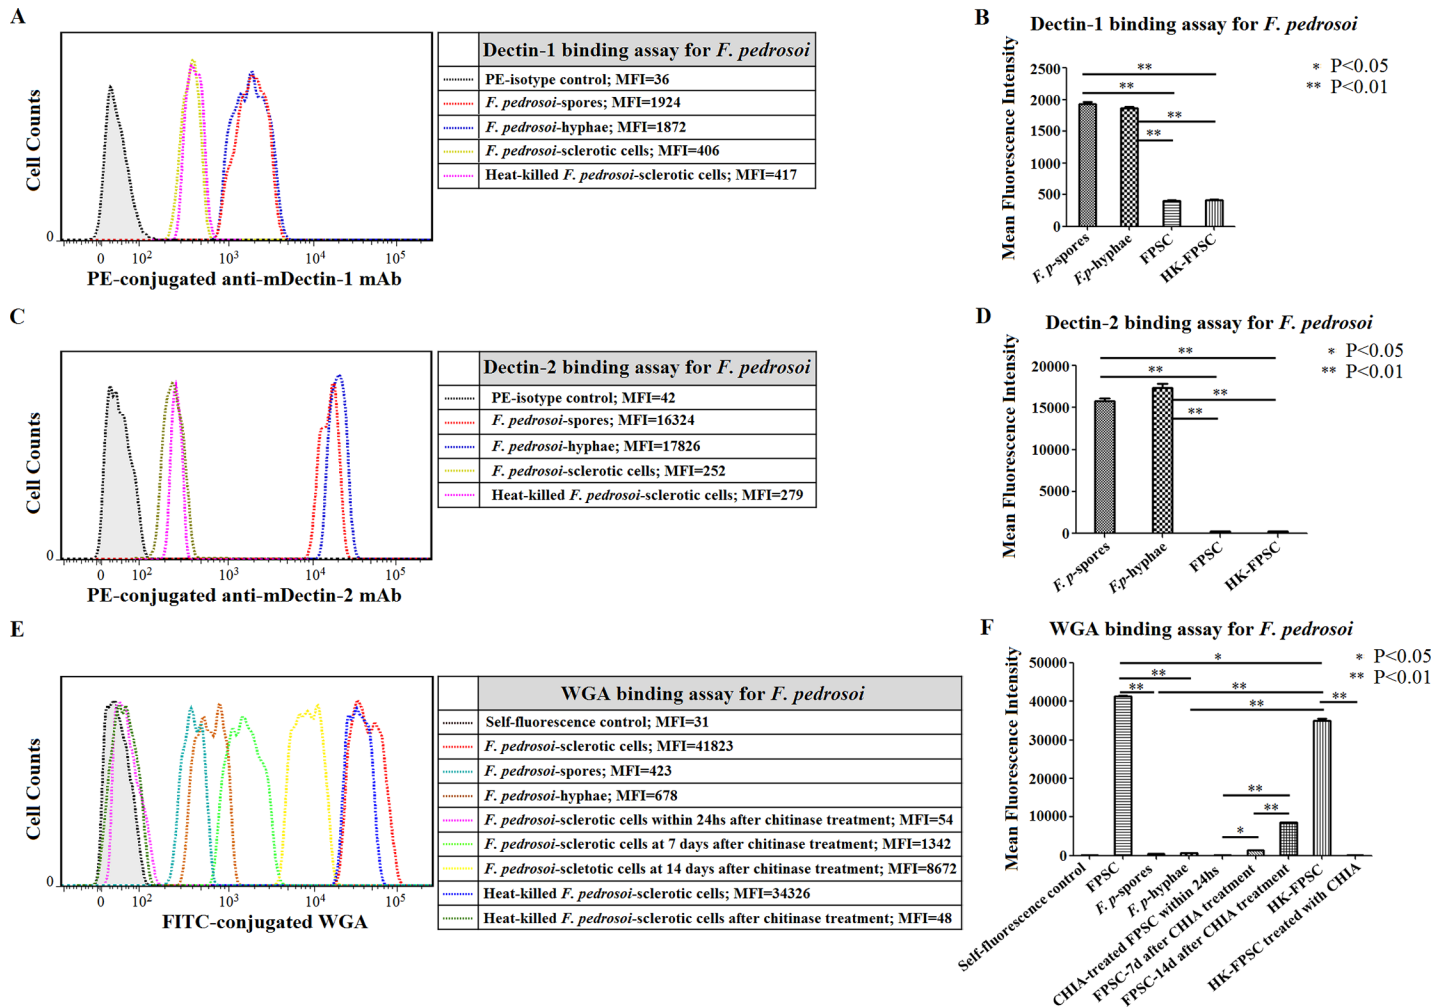 A
Cell Counts
0
0 10² 10³ 10⁴ 10⁵
PE-conjugated anti-mDectin-1 mAb
Dectin-1 binding assay for F. pedrosoi
PE-isotype control; MFI=36
F. pedrosoi-spores; MFI=1924
F. pedrosoi-hyphae; MFI=1872
F. pedrosoi-sclerotic cells; MFI=406
Heat-killed F. pedrosoi-sclerotic cells; MFI=417
B
Dectin-1 binding assay for F. pedrosoi
* P<0.05
** P<0.01
Mean Fluorescence Intensity
2500
2000
1500
1000
500
0
**
**
**
**
F. p-spores
F.p-hyphae
FPSC
HK-FPSC
C
Cell Counts
0
0 10² 10³ 10⁴ 10⁵
PE-conjugated anti-mDectin-2 mAb
Dectin-2 binding assay for F. pedrosoi
PE-isotype control; MFI=42
F. pedrosoi-spores; MFI=16324
F. pedrosoi-hyphae; MFI=17826
F. pedrosoi-sclerotic cells; MFI=252
Heat-killed F. pedrosoi-sclerotic cells; MFI=279
D
Dectin-2 binding assay for F. pedrosoi
* P<0.05
** P<0.01
Mean Fluorescence Intensity
20000
15000
10000
5000
0
**
**
**
**
F. p-spores
F.p-hyphae
FPSC
HK-FPSC
E
Cell Counts
0
0 10² 10³ 10⁴ 10⁵
FITC-conjugated WGA
WGA binding assay for F. pedrosoi
Self-fluorescence control; MFI=31
F. pedrosoi-sclerotic cells; MFI=41823
F. pedrosoi-spores; MFI=423
F. pedrosoi-hyphae; MFI=678
F. pedrosoi-sclerotic cells within 24hs after chitinase treatment; MFI=54
F. pedrosoi-sclerotic cells at 7 days after chitinase treatment; MFI=1342
F. pedrosoi-scletotic cells at 14 days after chitinase treatment; MFI=8672
Heat-killed F. pedrosoi-sclerotic cells; MFI=34326
Heat-killed F. pedrosoi-sclerotic cells after chitinase treatment; MFI=48
F
WGA binding assay for F. pedrosoi
* P<0.05
** P<0.01
Mean Fluorescence Intensity
50000
40000
30000
20000
10000
0
*
**
** ** **
**
**
**
*
Self-fluorescence control
FPSC
F. p-spores
F. p-hyphae
CHIA-treated FPSC within 24hs
FPSC-7d after CHIA treatment
FPSC-14d after CHIA treatment
HK-FPSC
HK-FPSC treated with CHIA